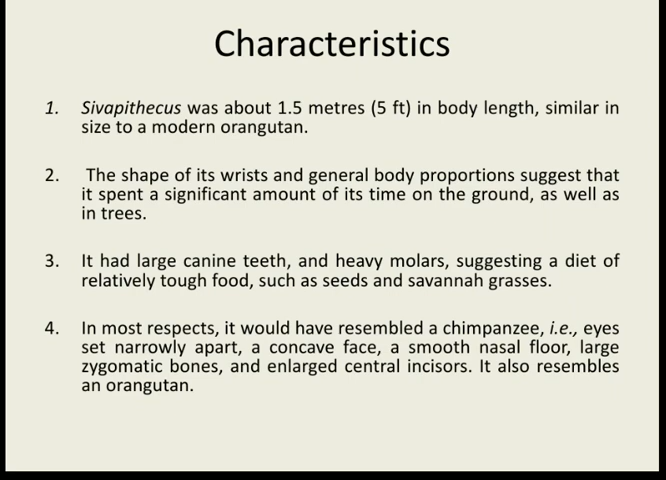 Characteristics
1. Sivapithecus was about 1.5 metres (5 ft) in body length, similar in
size to a modern orangutan.
2. The shape of its wrists and general body proportions suggest that
it spent a significant amount of its time on the ground, as well as
in trees.
3. It had large canine teeth, and heavy molars, suggesting a diet of
relatively tough food, such as seeds and savannah grasses.
4. In most respects, it would have resembled a chimpanzee, i.e., eyes
set narrowly apart, a concave face, a smooth nasal floor, large
zygomatic bones, and enlarged central incisors. It also resembles
an orangutan.